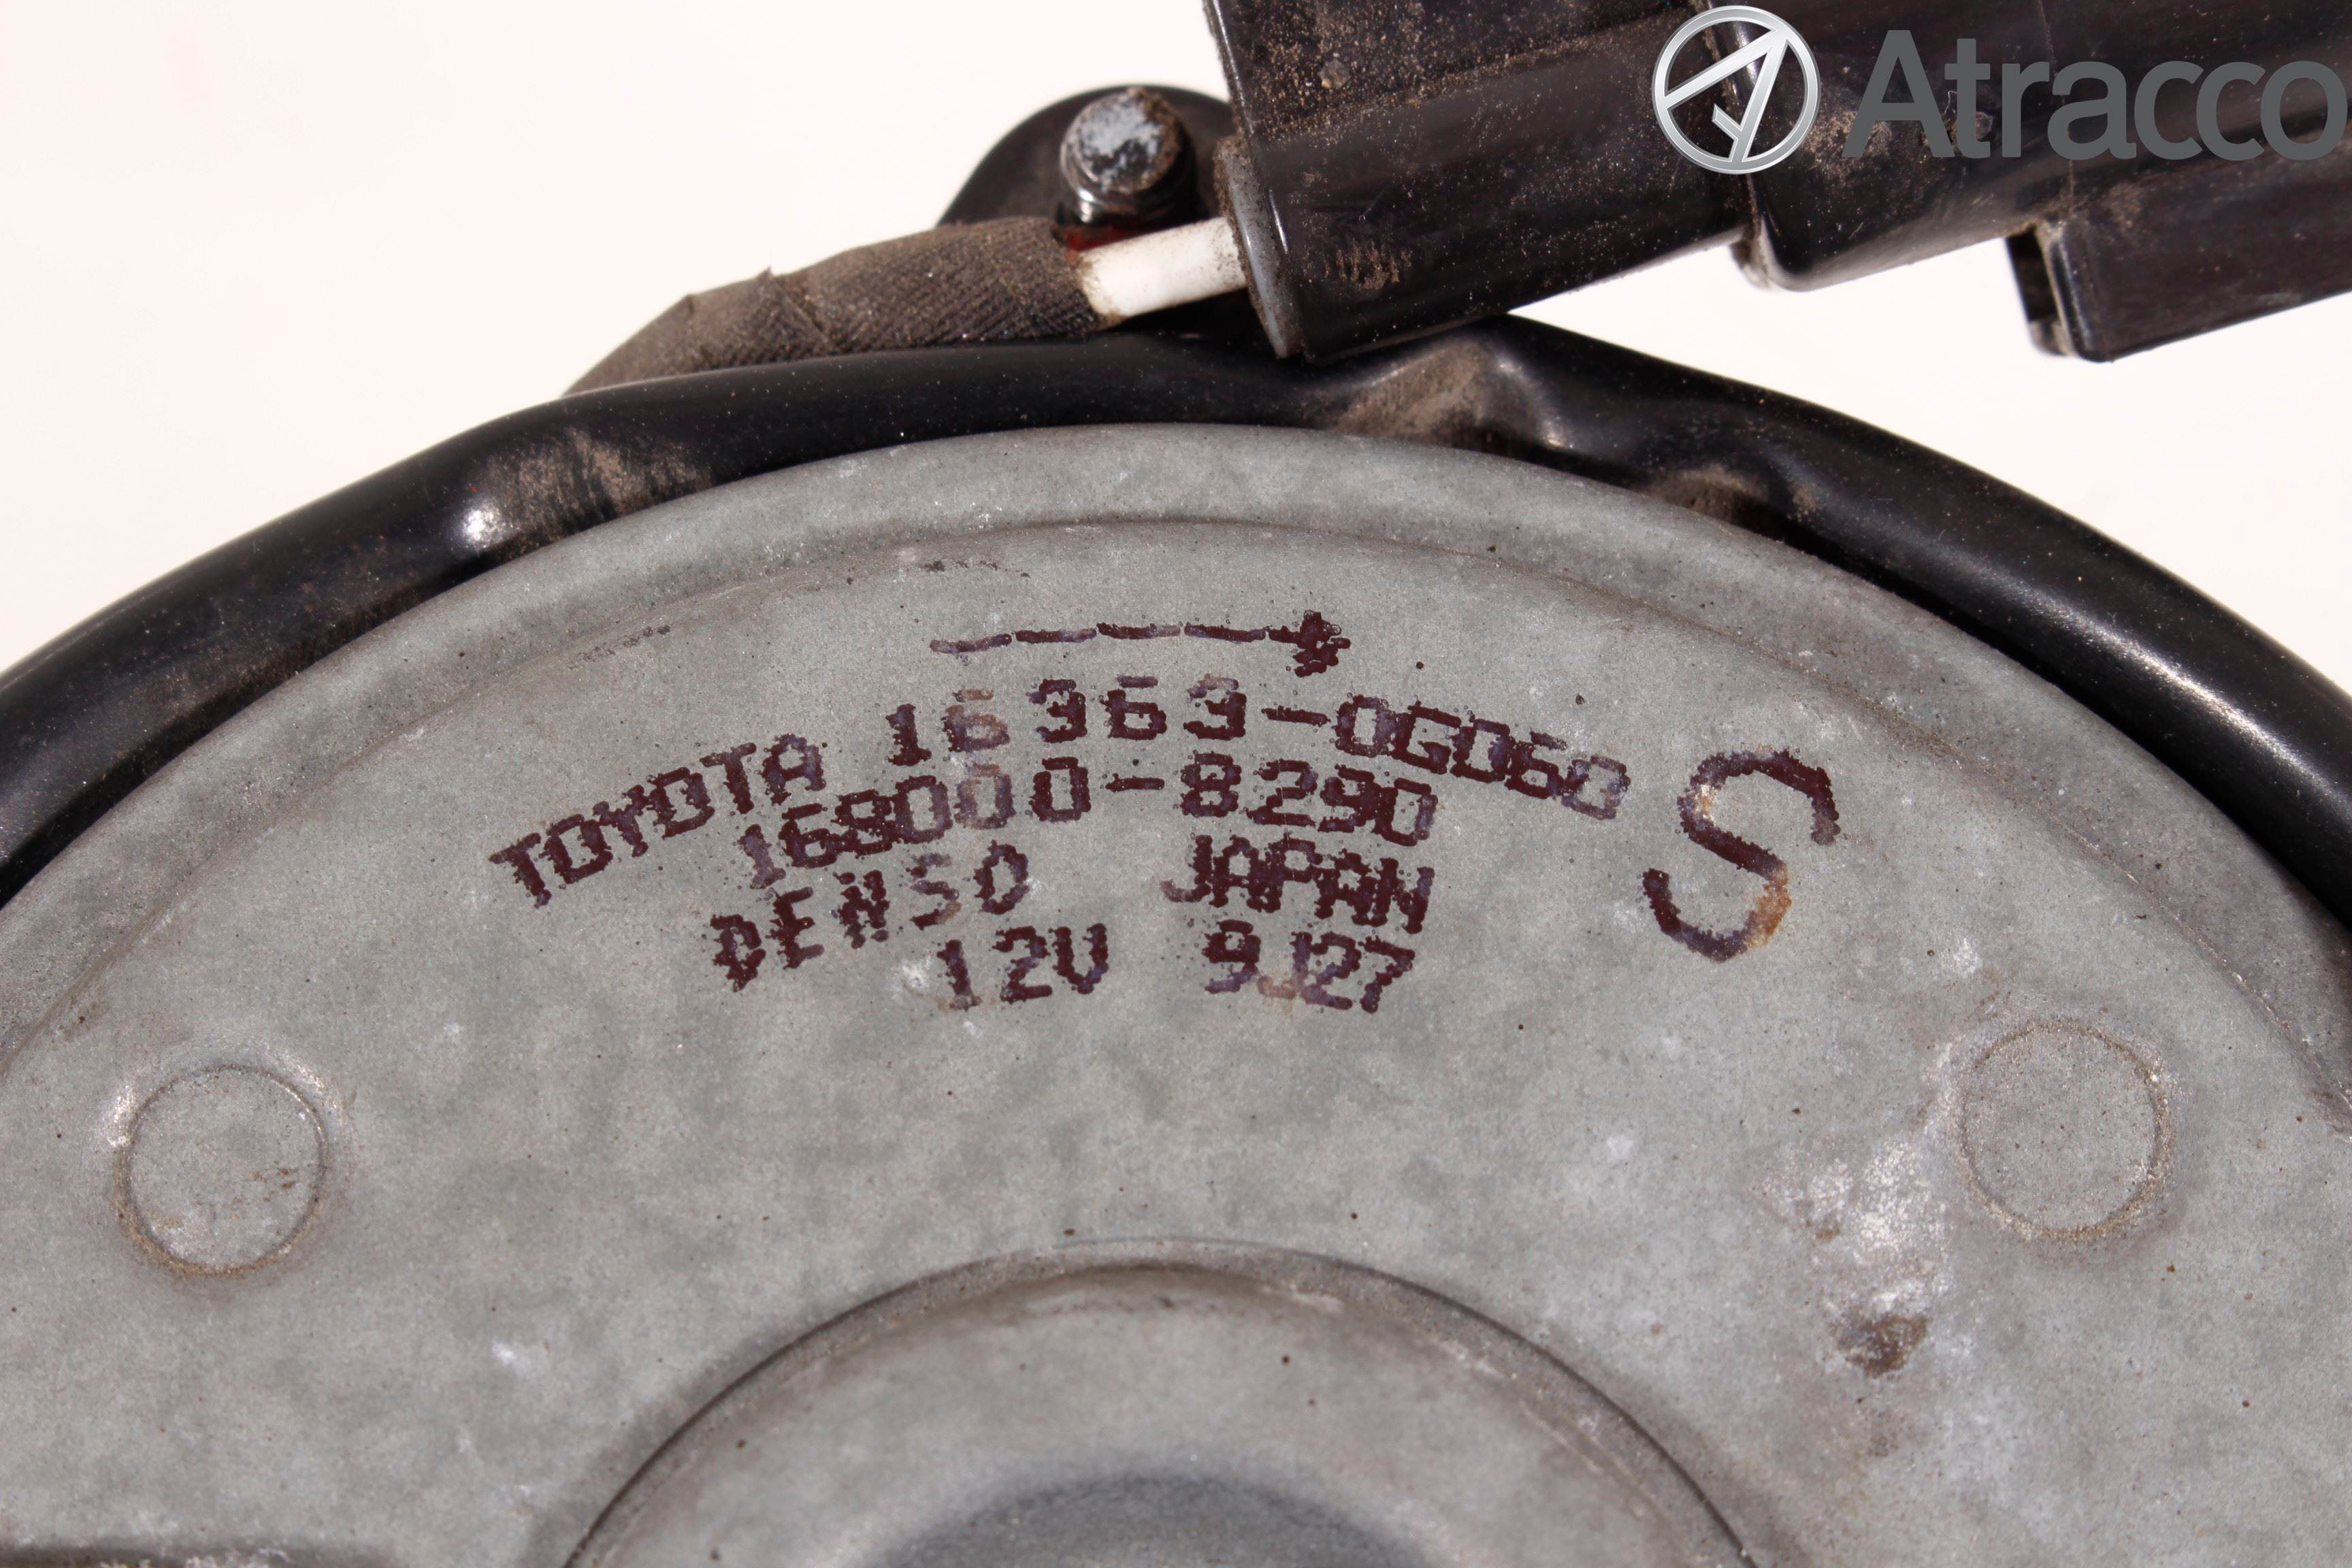 Atracco
TOYOTA 16363-0G060
168000-8290
DENSO JAPAN
12V 9J27
S